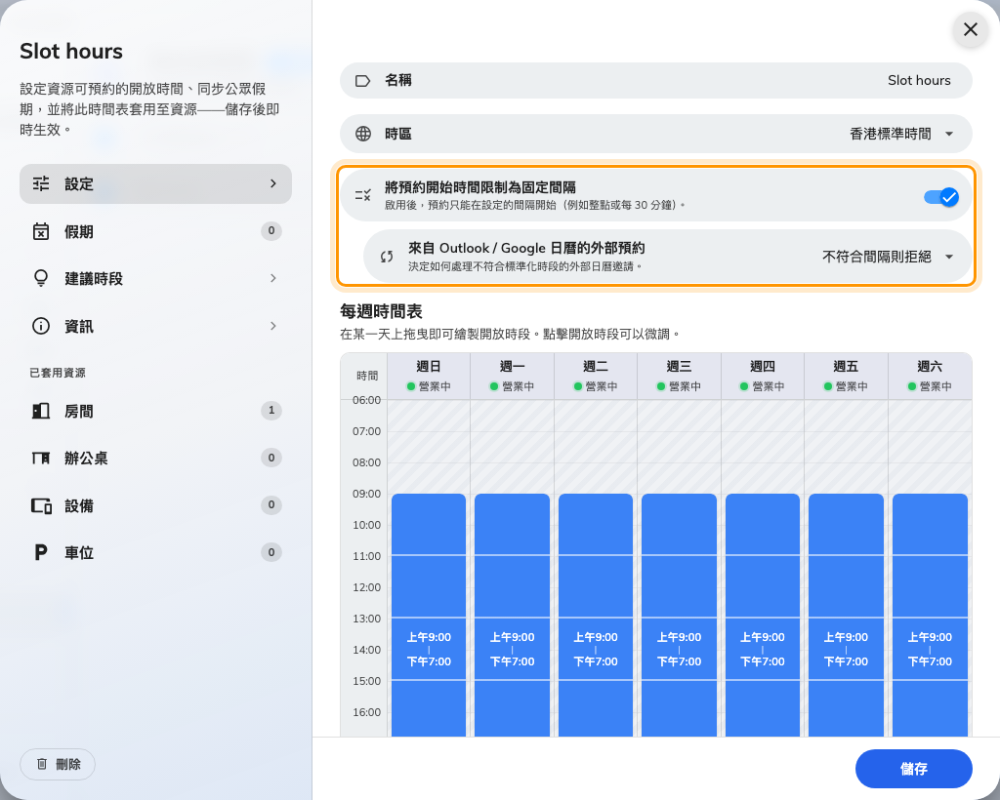 Slot hours
設定資源可預約的開放時間、同步公眾假
期，並將此時間表套用至資源——儲存後即
時生效。
設定
假期
0
建議時段
資訊
已套用資源
房間
1
辦公桌
0
設備
0
車位
0
刪除
名稱
Slot hours
時區
香港標準時間
將預約開始時間限制為固定間隔
啟用後，預約只能在設定的間隔開始（例如整點或每 30 分鐘）。
來自 Outlook / Google 日曆的外部預約
決定如何處理不符合標準化時段的外部日曆邀請。
不符合間隔則拒絕
每週時間表
在某一天上拖曳即可繪製開放時段。點擊開放時段可以微調。
時間 週日 週一 週二 週三 週四 週五 週六
營業中 營業中 營業中 營業中 營業中 營業中 營業中
06:00
07:00
08:00
09:00
10:00
11:00
12:00
13:00
上午9:00 上午9:00 上午9:00 上午9:00 上午9:00 上午9:00 上午9:00
14:00
下午7:00 下午7:00 下午7:00 下午7:00 下午7:00 下午7:00 下午7:00
15:00
16:00
儲存